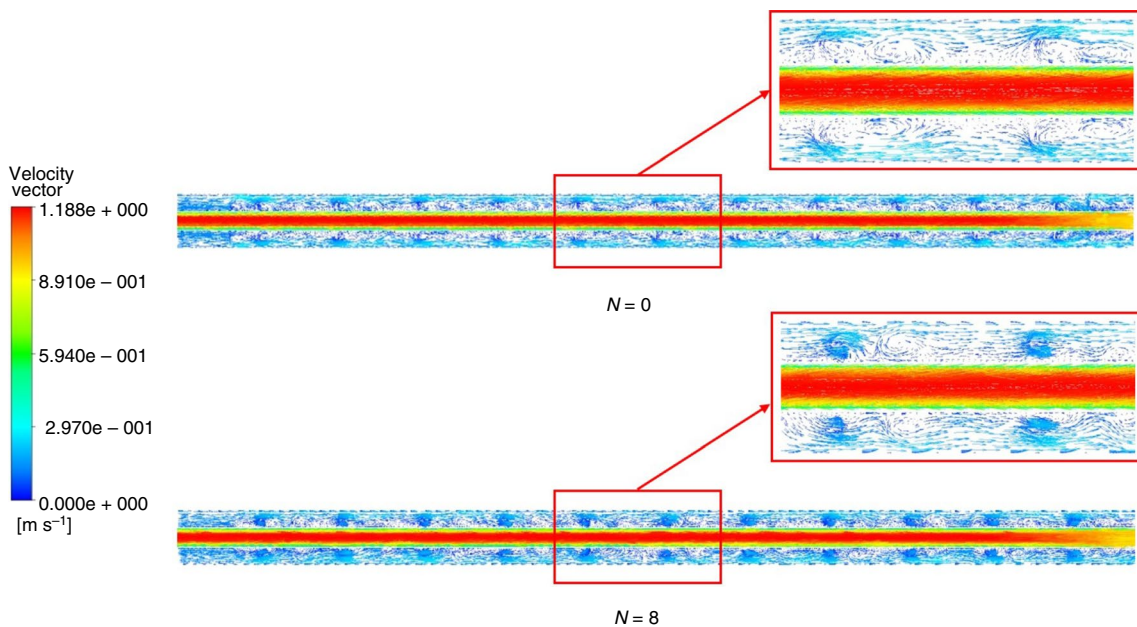 Velocity
vector
1.188e + 000
8.910e – 001
5.940e – 001
2.970e – 001
0.000e + 000
[m s⁻¹]
N = 0
N = 8